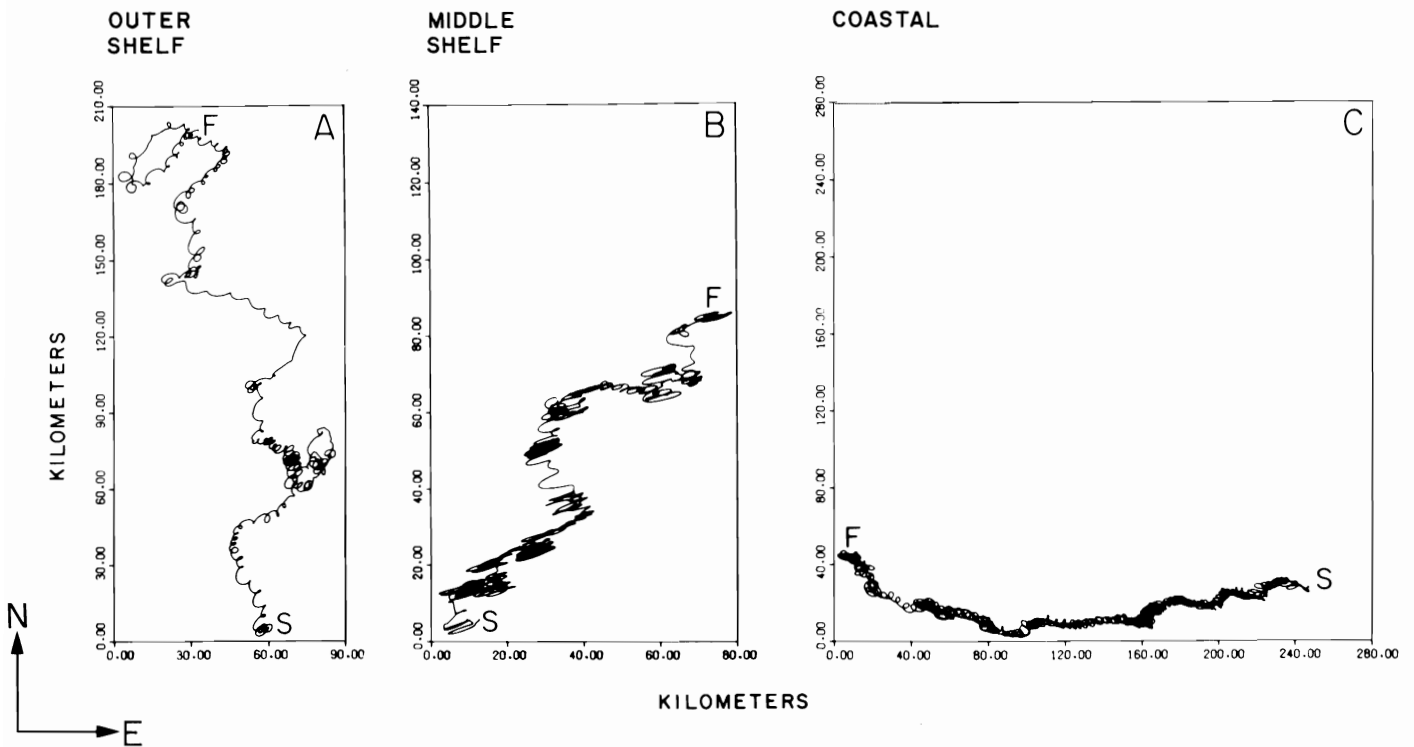 OUTER
SHELF
MIDDLE
SHELF
COASTAL
A
F
S
210.00
180.00
150.00
120.00
90.00
60.00
30.00
0.00
0.00 30.00 60.00 90.00
B
F
S
140.00
120.00
100.00
80.00
60.00
40.00
20.00
0.00
0.00 20.00 40.00 60.00 80.00
C
F
S
280.00
240.00
200.00
160.00
120.00
80.00
40.00
0.00
0.00 40.00 80.00 120.00 160.00 200.00 240.00 280.00
KILOMETERS
KILOMETERS
N
E